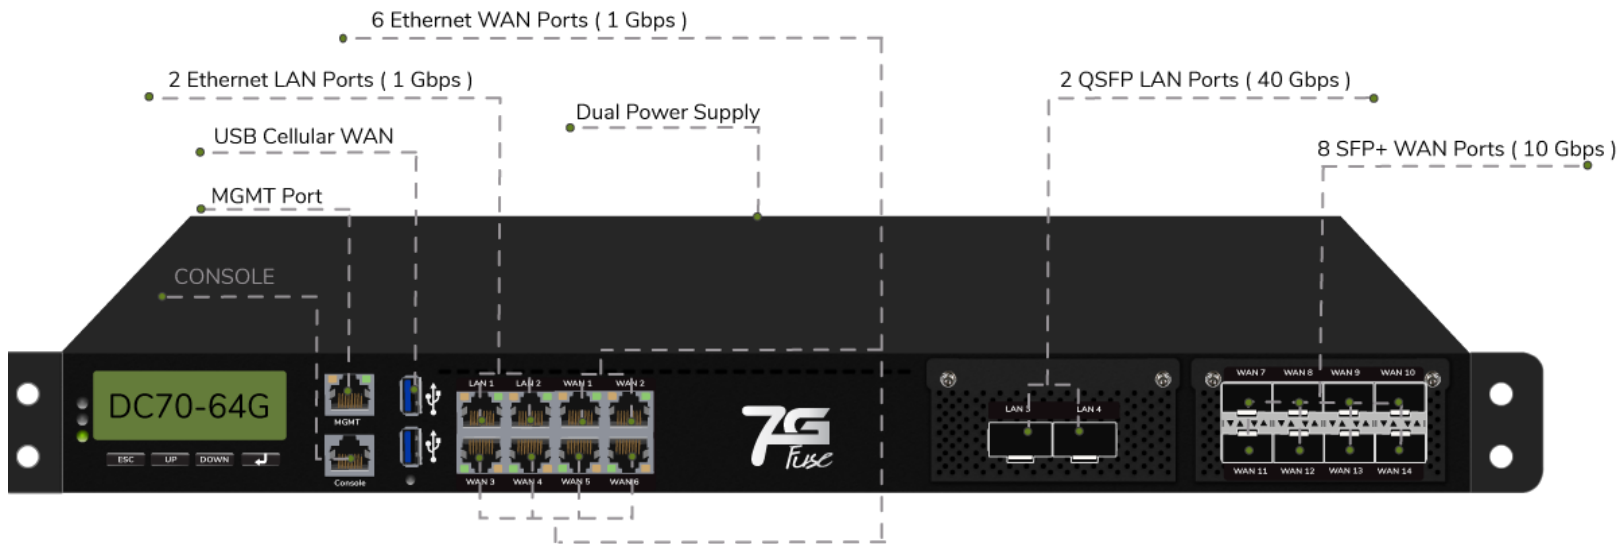 6 Ethernet WAN Ports ( 1 Gbps )
2 Ethernet LAN Ports ( 1 Gbps )
2 QSFP LAN Ports ( 40 Gbps )
Dual Power Supply
USB Cellular WAN
8 SFP+ WAN Ports ( 10 Gbps )
MGMT Port
CONSOLE
DC70-64G
ESC UP DOWN
MGMT
Console
LAN 1 LAN 2 WAN 1 WAN 2
WAN 3 WAN 4 WAN 5 WAN 6
7G
Fuse
LAN 3 LAN 4
WAN 7 WAN 8 WAN 9 WAN 10
WAN 11 WAN 12 WAN 13 WAN 14